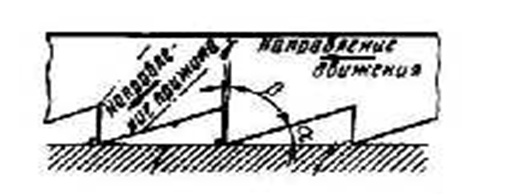 направле-
ние прижима
направление
движения
β
α